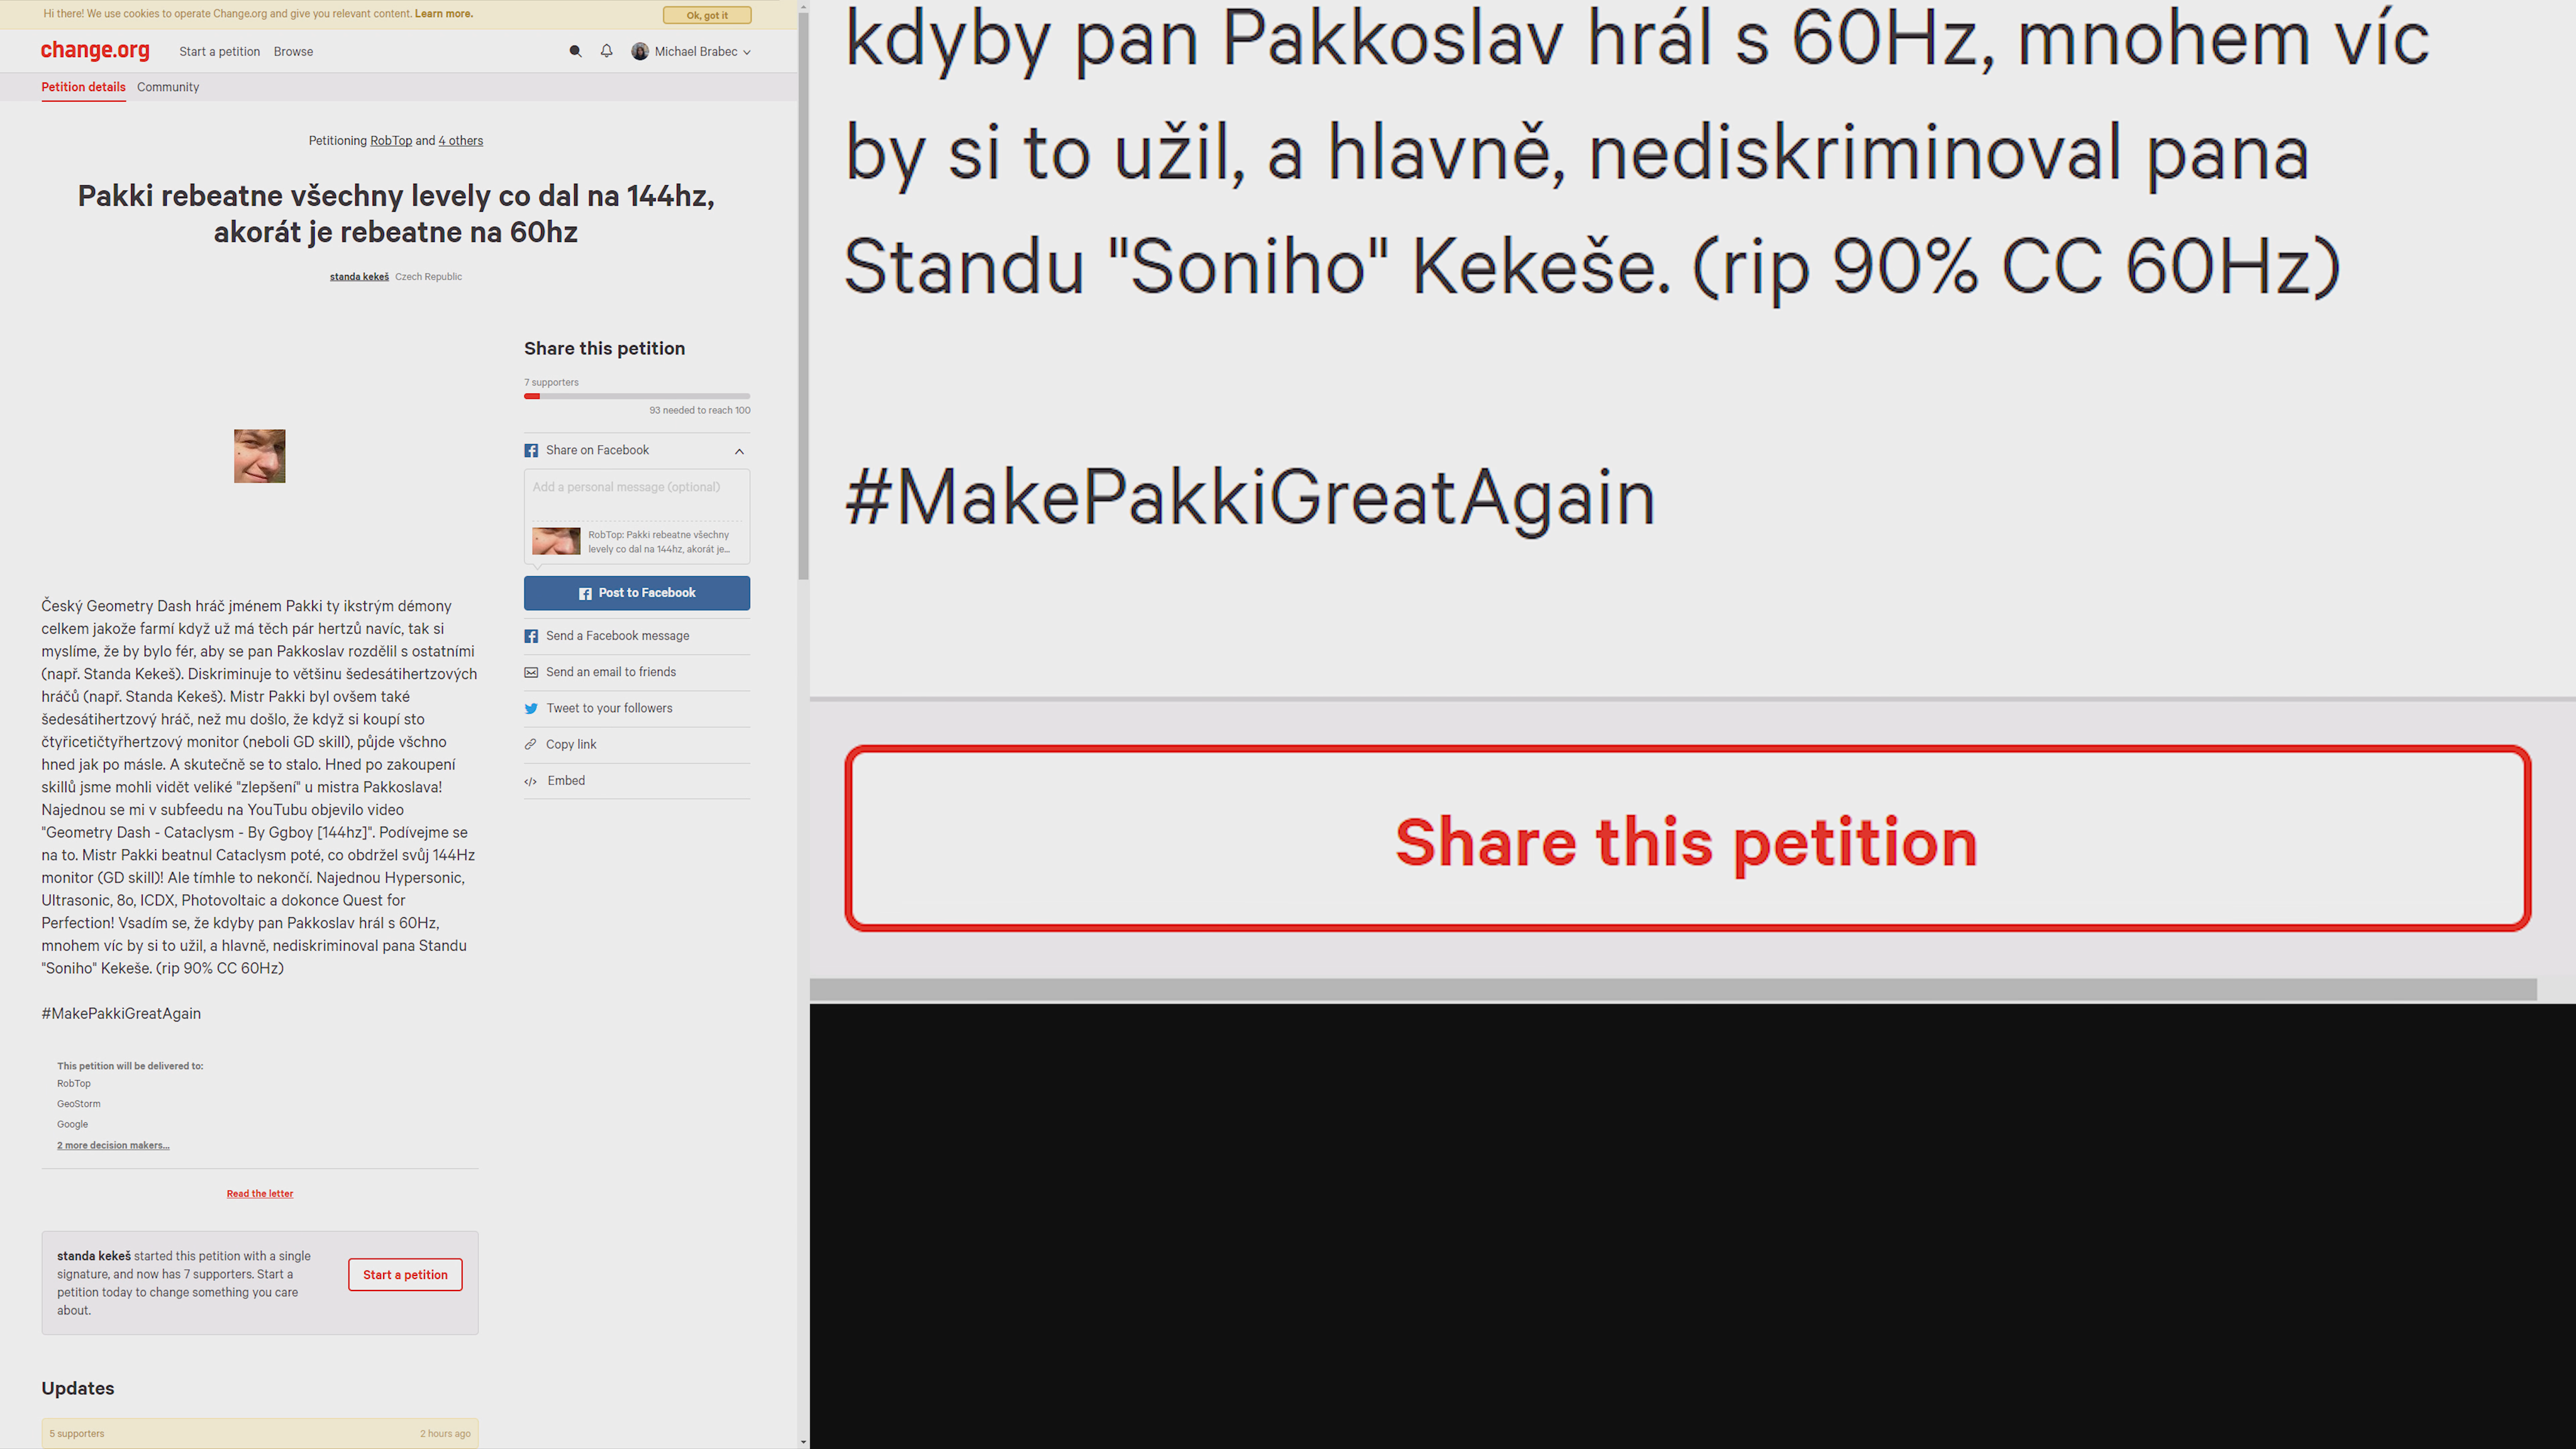 Hi there! We use cookies to operate Change.org and give you relevant content. Learn more.
Ok, got it
change.org
Start a petition
Browse
Michael Brabec
Petition details
Community
Petitioning RobTop and 4 others
Pakki rebeatne všechny levely co dal na 144hz,
akorát je rebeatne na 60hz
standa kekeš Czech Republic
Český Geometry Dash hráč jménem Pakki ty ikstrým démony
celkem jakože farmí když už má těch pár hertzů navíc, tak si
myslíme, že by bylo fér, aby se pan Pakkoslav rozdělil s ostatními
(např. Standa Kekeš). Diskriminuje to většinu šedesátihertzových
hráčů (např. Standa Kekeš). Mistr Pakki byl ovšem také
šedesátihertzový hráč, než mu došlo, že když si koupí sto
čtyřicetičtyřhertzový monitor (neboli GD skill), půjde všchno
hned jak po másle. A skutečně se to stalo. Hned po zakoupení
skillů jsme mohli vidět veliké "zlepšení" u mistra Pakkoslava!
Najednou se mi v subfeedu na YouTubu objevilo video
"Geometry Dash - Cataclysm - By Ggboy [144hz]". Podívejme se
na to. Mistr Pakki beatnul Cataclysm poté, co obdržel svůj 144Hz
monitor (GD skill)! Ale tímhle to nekončí. Najednou Hypersonic,
Ultrasonic, 8o, ICDX, Photovoltaic a dokonce Quest for
Perfection! Vsadím se, že kdyby pan Pakkoslav hrál s 60Hz,
mnohem víc by si to užil, a hlavně, nediskriminoval pana Standu
"Soniho" Kekeše. (rip 90% CC 60Hz)
#MakePakkiGreatAgain
This petition will be delivered to:
RobTop
GeoStorm
Google
2 more decision makers...
Read the letter
standa kekeš started this petition with a single
signature, and now has 7 supporters. Start a
petition today to change something you care
about.
Start a petition
Updates
5 supporters
2 hours ago
Share this petition
7 supporters
93 needed to reach 100
Share on Facebook
Add a personal message (optional)
RobTop: Pakki rebeatne všechny
levely co dal na 144hz, akorát je...
Post to Facebook
Send a Facebook message
Send an email to friends
Tweet to your followers
Copy link
Embed
kdyby pan Pakkoslav hrál s 60Hz, mnohem víc
by si to užil, a hlavně, nediskriminoval pana
Standu "Soniho" Kekeše. (rip 90% CC 60Hz)
#MakePakkiGreatAgain
Share this petition